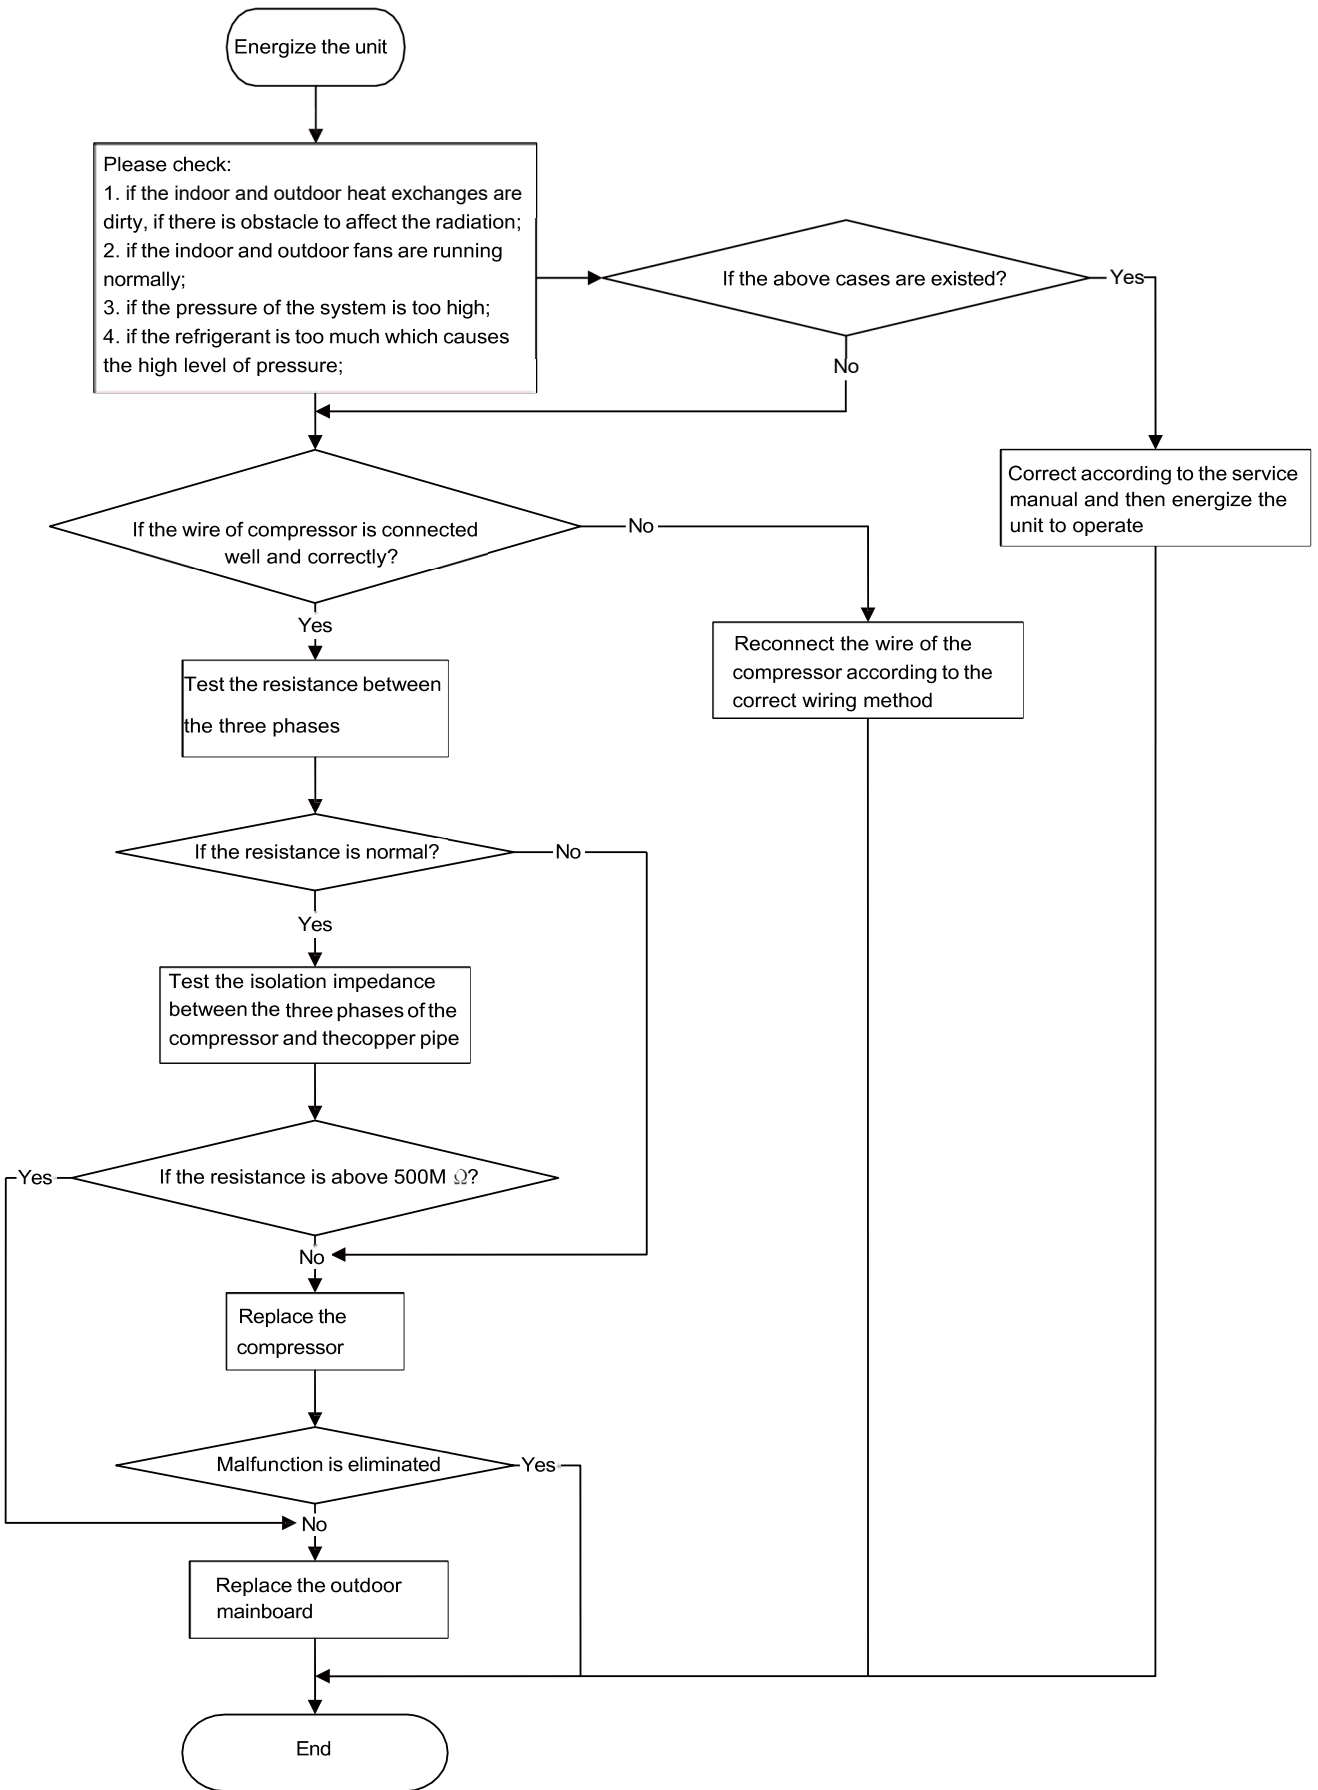 Energize the unit
Please check:
1. if the indoor and outdoor heat exchanges are
dirty, if there is obstacle to affect the radiation;
2. if the indoor and outdoor fans are running
normally;
3. if the pressure of the system is too high;
4. if the refrigerant is too much which causes
the high level of pressure;
If the above cases are existed?
Yes
No
Correct according to the service
manual and then energize the
unit to operate
If the wire of compressor is connected
well and correctly?
No
Yes
Reconnect the wire of the
compressor according to the
correct wiring method
Test the resistance between
the three phases
If the resistance is normal?
No
Yes
Test the isolation impedance
between the three phases of the
compressor and thecopper pipe
If the resistance is above 500M Ω?
Yes
No
Replace the
compressor
Malfunction is eliminated
Yes
No
Replace the outdoor
mainboard
End